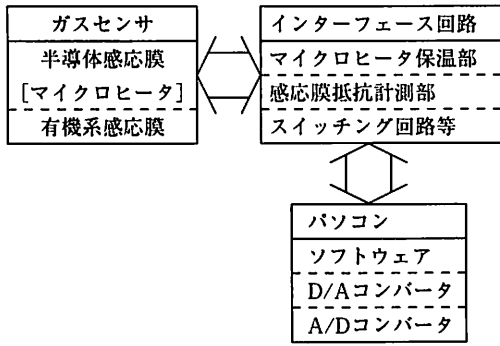 ガスセンサ
半導体感応膜
[マイクロヒータ]
有機系感応膜
インターフェース回路
マイクロヒータ保温部
感応膜抵抗計測部
スイッチング回路等
パソコン
ソフトウェア
D/Aコンバータ
A/Dコンバータ